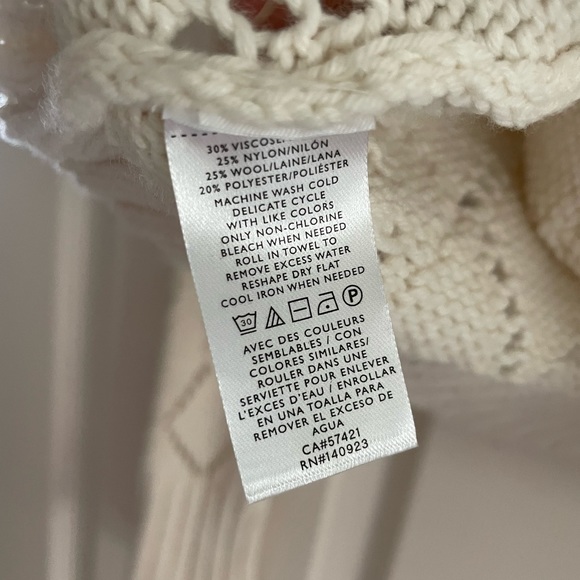 30% VISCOSE/
25% NYLON/NILÓN
25% WOOL/LAINE/LANA
20% POLYESTER/POLIÉSTER
MACHINE WASH COLD
DELICATE CYCLE
WITH LIKE COLORS
ONLY NON-CHLORINE
BLEACH WHEN NEEDED
ROLL IN TOWEL TO
REMOVE EXCESS WATER
RESHAPE DRY FLAT
COOL IRON WHEN NEEDED
30 P
AVEC DES COULEURS
SEMBLABLES / CON
COLORES SIMILARES/
ROULER DANS UNE
SERVIETTE POUR ENLEVER
L'EXCES D'EAU / ENROLLAR
EN UNA TOALLA PARA
REMOVER EL EXCESO DE
AGUA
CA#57421
RN#140923